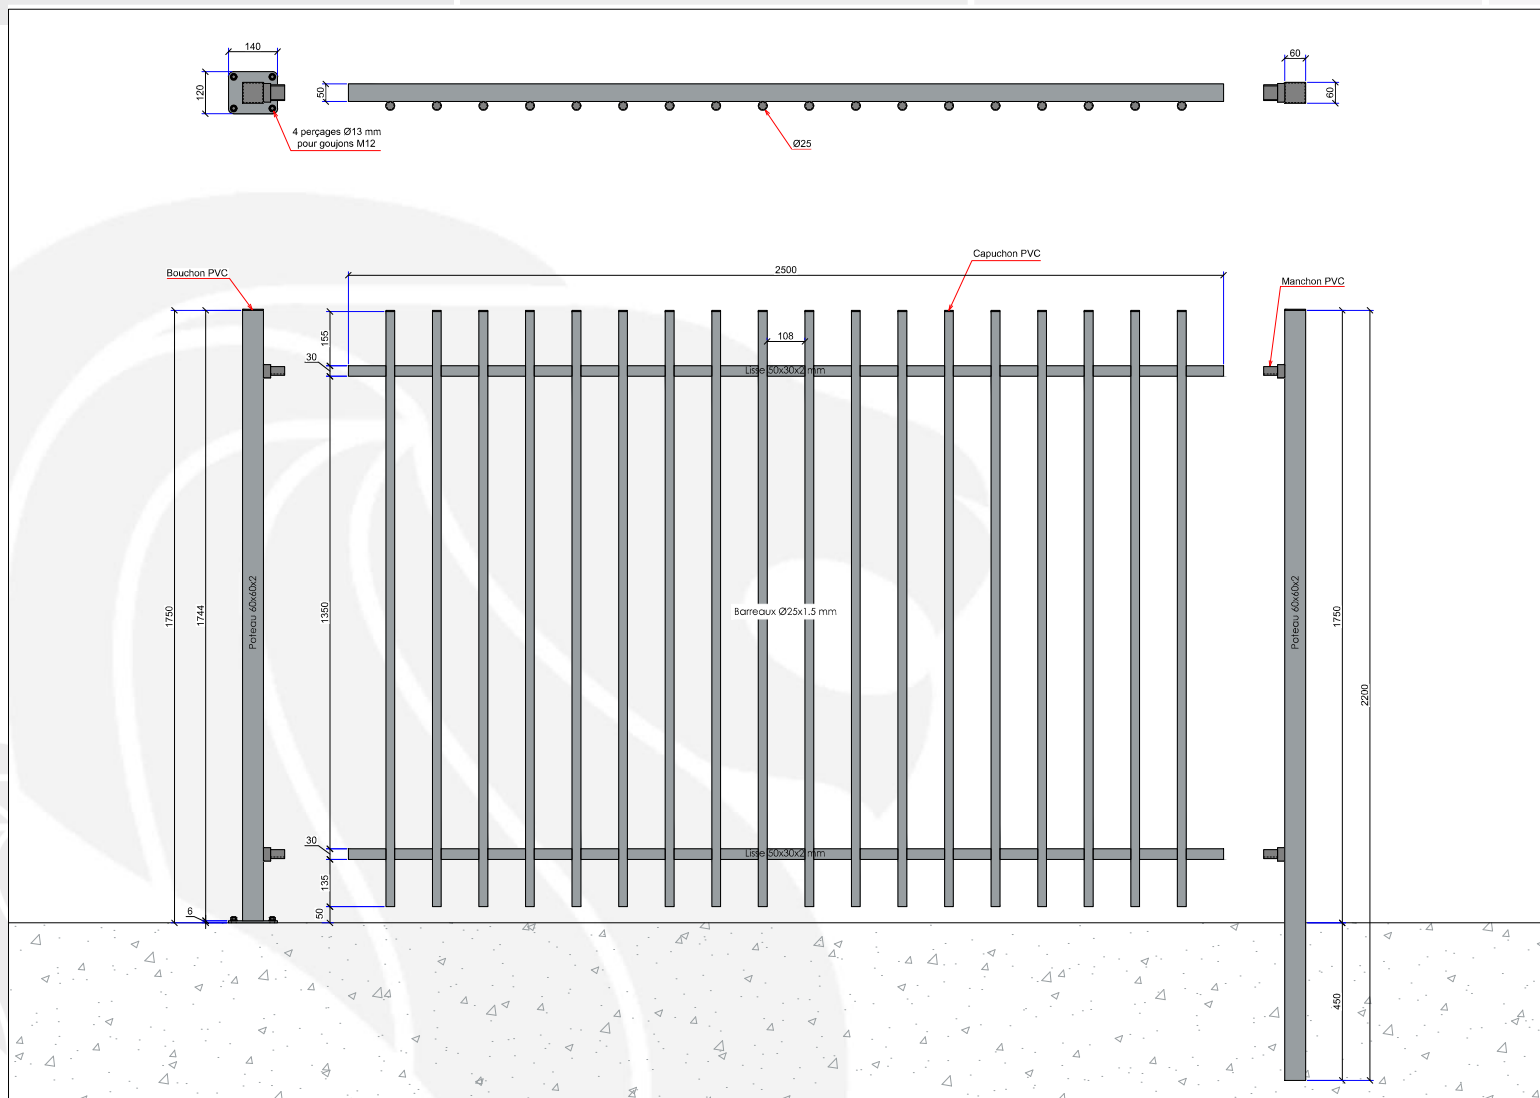 140
120
4 perçages Ø13 mm
pour goujons M12
50
Ø25
60
60
Bouchon PVC
2500
Capuchon PVC
Manchon PVC
155
30
108
Lisse 50x30x2 mm
1750
1744
Poteau 60x60x2
1350
Barreaux Ø25x1.5 mm
Poteau 60x60x2
1750
2200
30
Lisse 50x30x2 mm
135
6
50
450